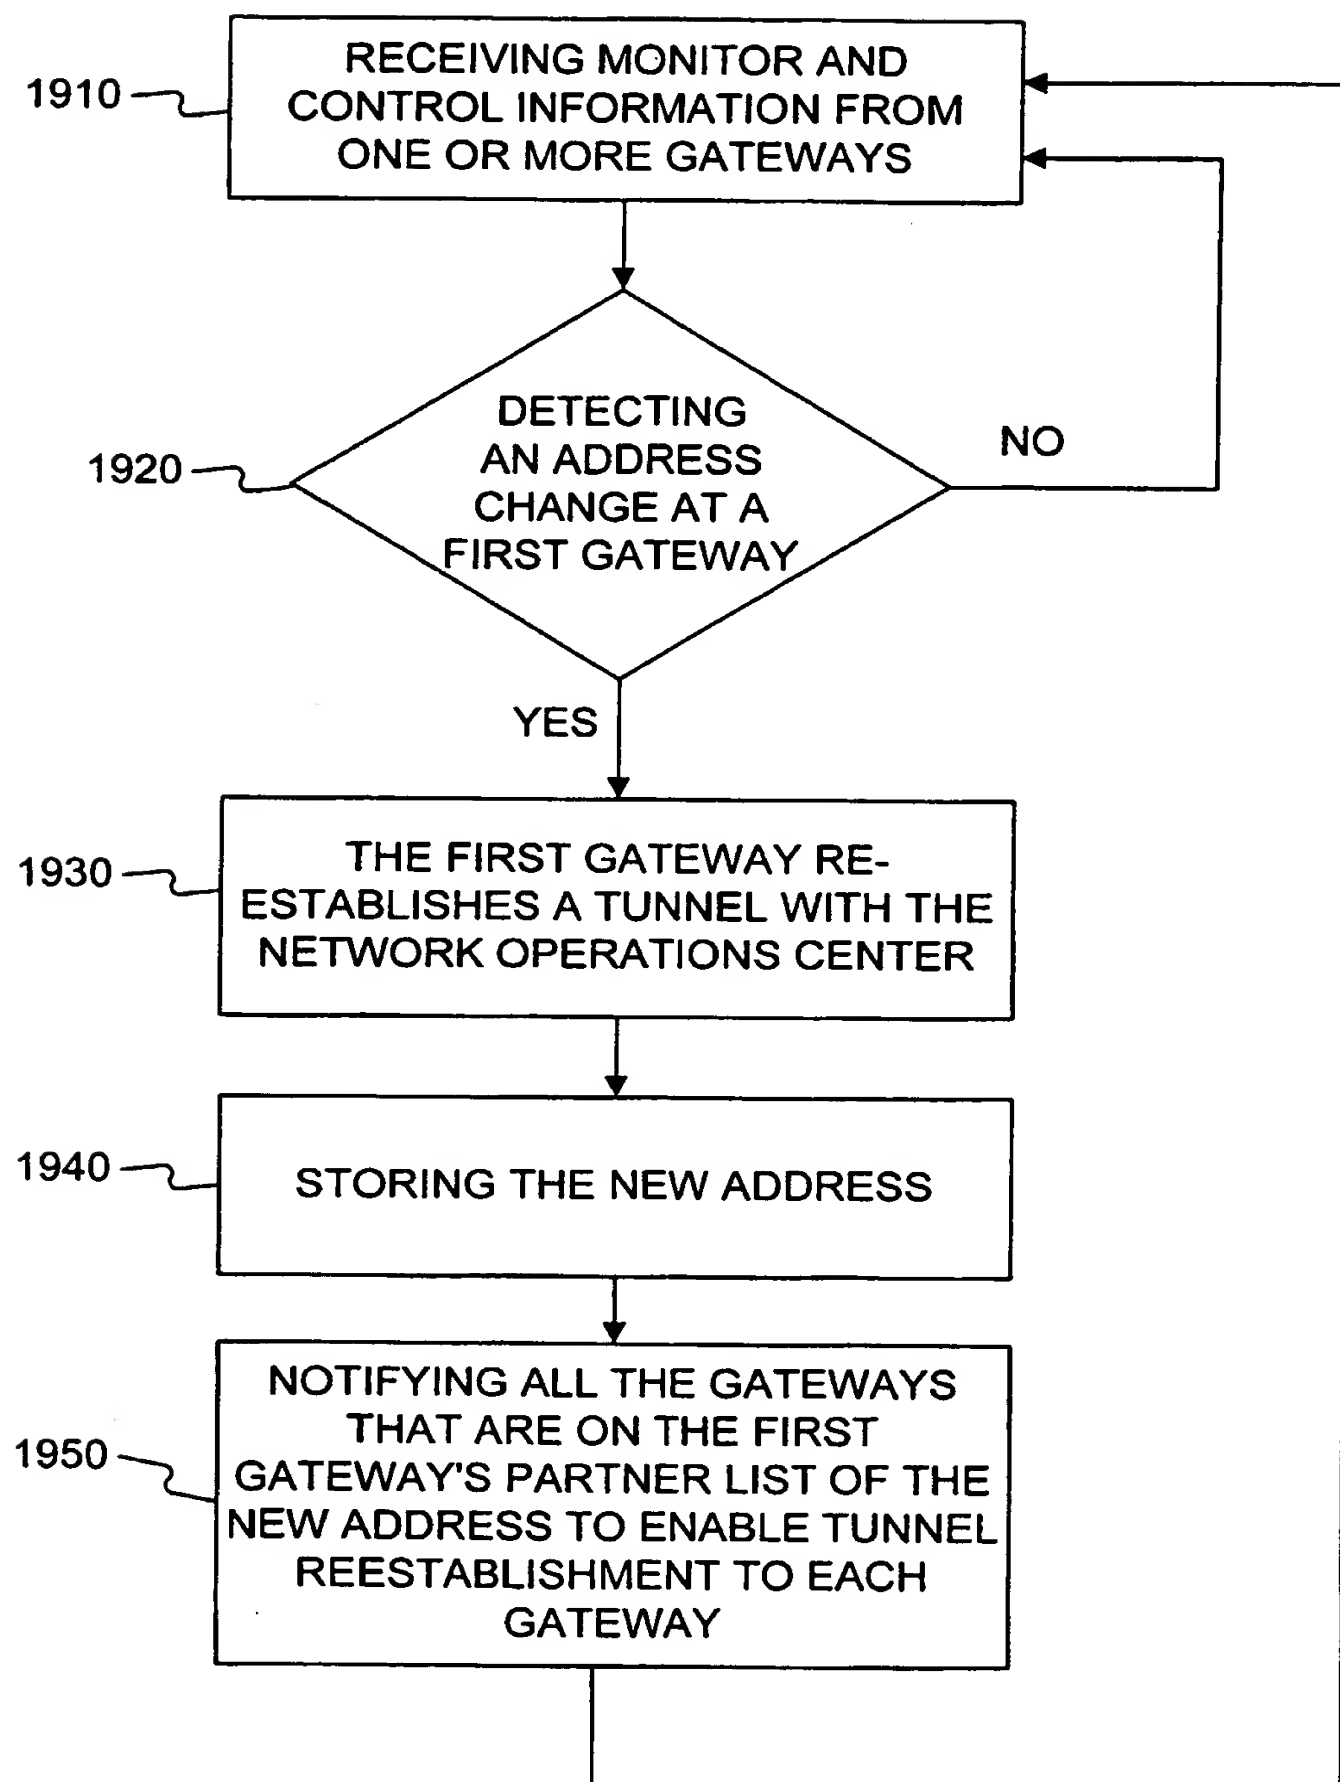 RECEIVING MONITOR AND
CONTROL INFORMATION FROM
ONE OR MORE GATEWAYS
1910
DETECTING
AN ADDRESS
CHANGE AT A
FIRST GATEWAY
1920
NO
YES
THE FIRST GATEWAY RE-
ESTABLISHES A TUNNEL WITH THE
NETWORK OPERATIONS CENTER
1930
STORING THE NEW ADDRESS
1940
NOTIFYING ALL THE GATEWAYS
THAT ARE ON THE FIRST
GATEWAY'S PARTNER LIST OF THE
NEW ADDRESS TO ENABLE TUNNEL
REESTABLISHMENT TO EACH
GATEWAY
1950